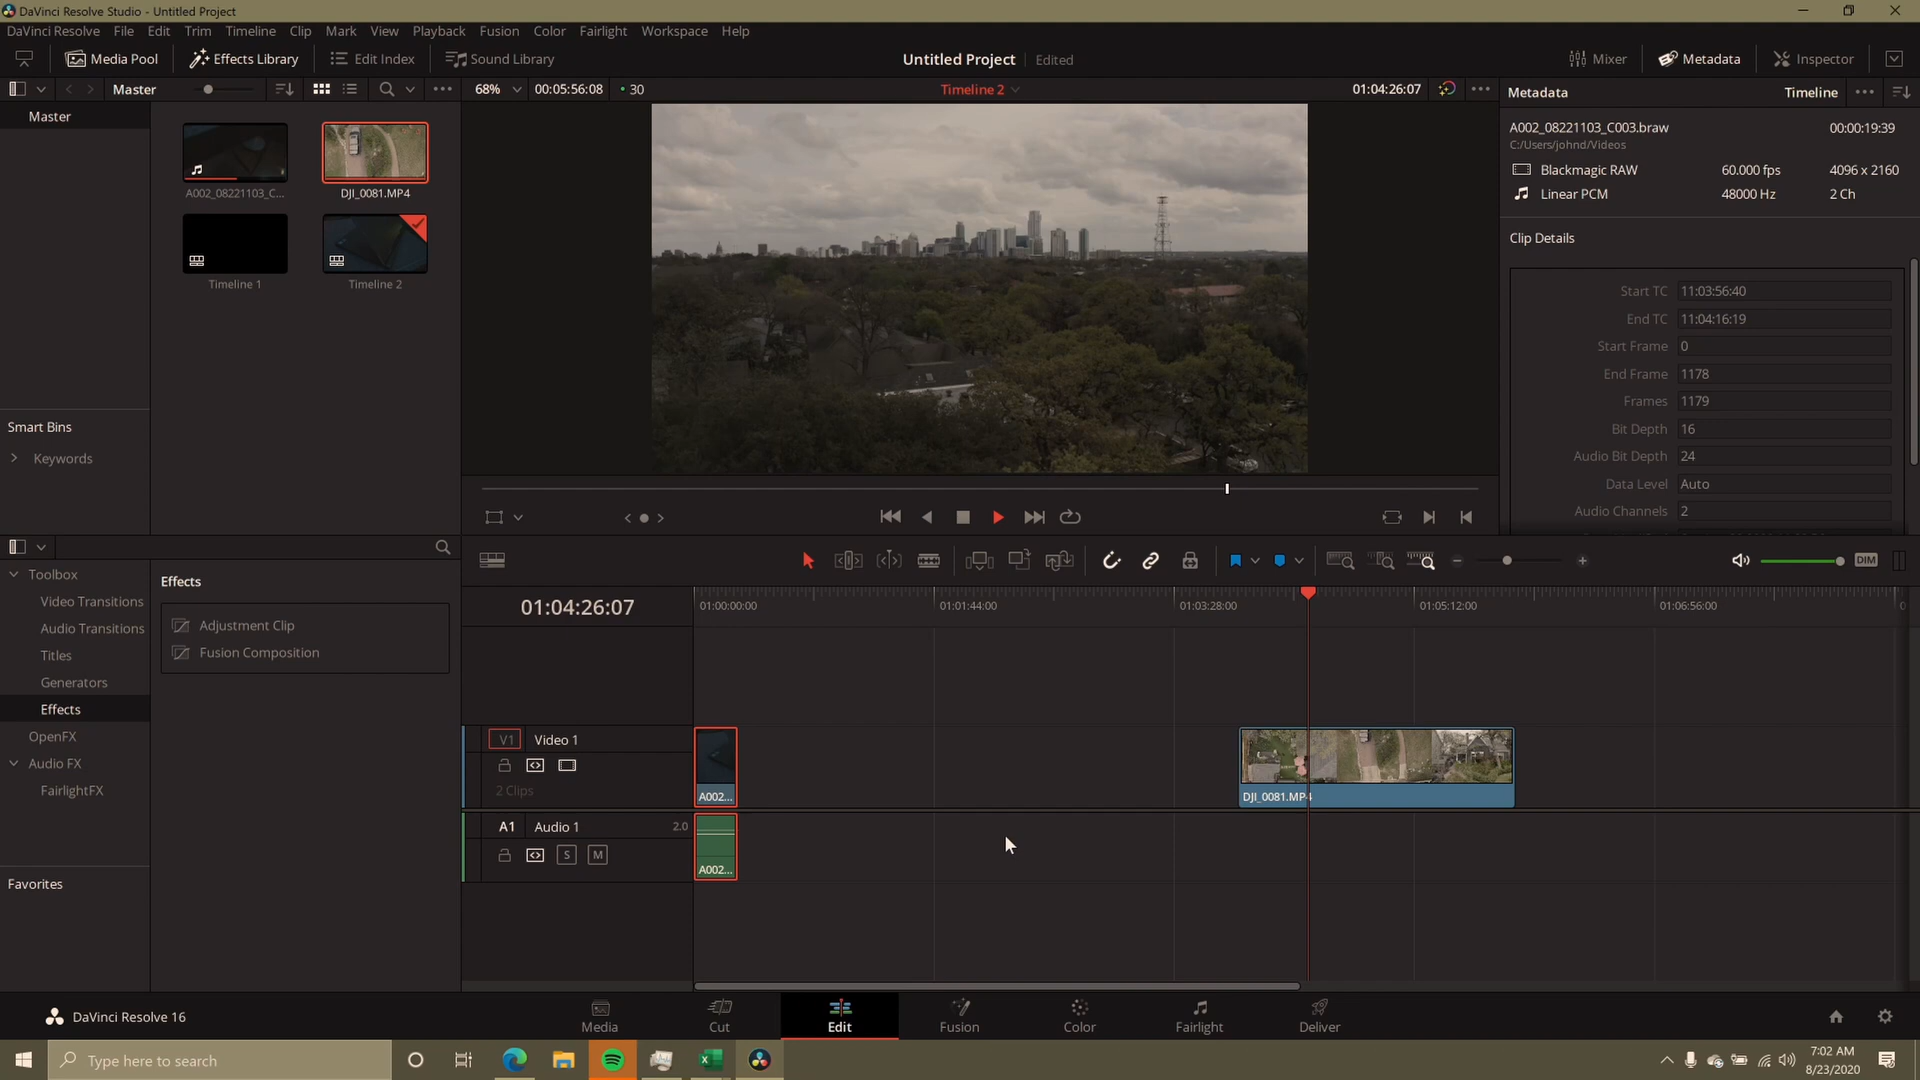 DaVinci Resolve Studio - Untitled Project
DaVinci Resolve File Edit Trim Timeline Clip Mark View Playback Fusion Color Fairlight Workspace Help
Media Pool Effects Library Edit Index Sound Library Untitled Project Edited Mixer Metadata Inspector
Master 68% 00:05:56:08 30 Timeline 2 01:04:26:07 Metadata Timeline
Master
A002_08221103_C003.braw 00:00:19:39
C:/Users/johnd/Videos
Blackmagic RAW 60.000 fps 4096 x 2160
Linear PCM 48000 Hz 2 Ch
A002_08221103_C... DJI_0081.MP4
Clip Details
Timeline 1 Timeline 2
Start TC 11:03:56:40
End TC 11:04:16:19
Start Frame 0
End Frame 1178
Frames 1179
Bit Depth 16
Audio Bit Depth 24
Data Level Auto
Audio Channels 2
Smart Bins
Keywords
Toolbox
Video Transitions
Audio Transitions
Titles
Generators
Effects
OpenFX
Audio FX
FairlightFX
Favorites
Effects
Adjustment Clip
Fusion Composition
DIM
01:04:26:07 01:00:00:00 01:01:44:00 01:03:28:00 01:05:12:00 01:06:56:00 0
V1 Video 1
2 Clips
A002... DJI_0081.MP4
A1 Audio 1 2.0
S M
A002...
DaVinci Resolve 16
Media Cut Edit Fusion Color Fairlight Deliver
Type here to search
7:02 AM
8/23/2020